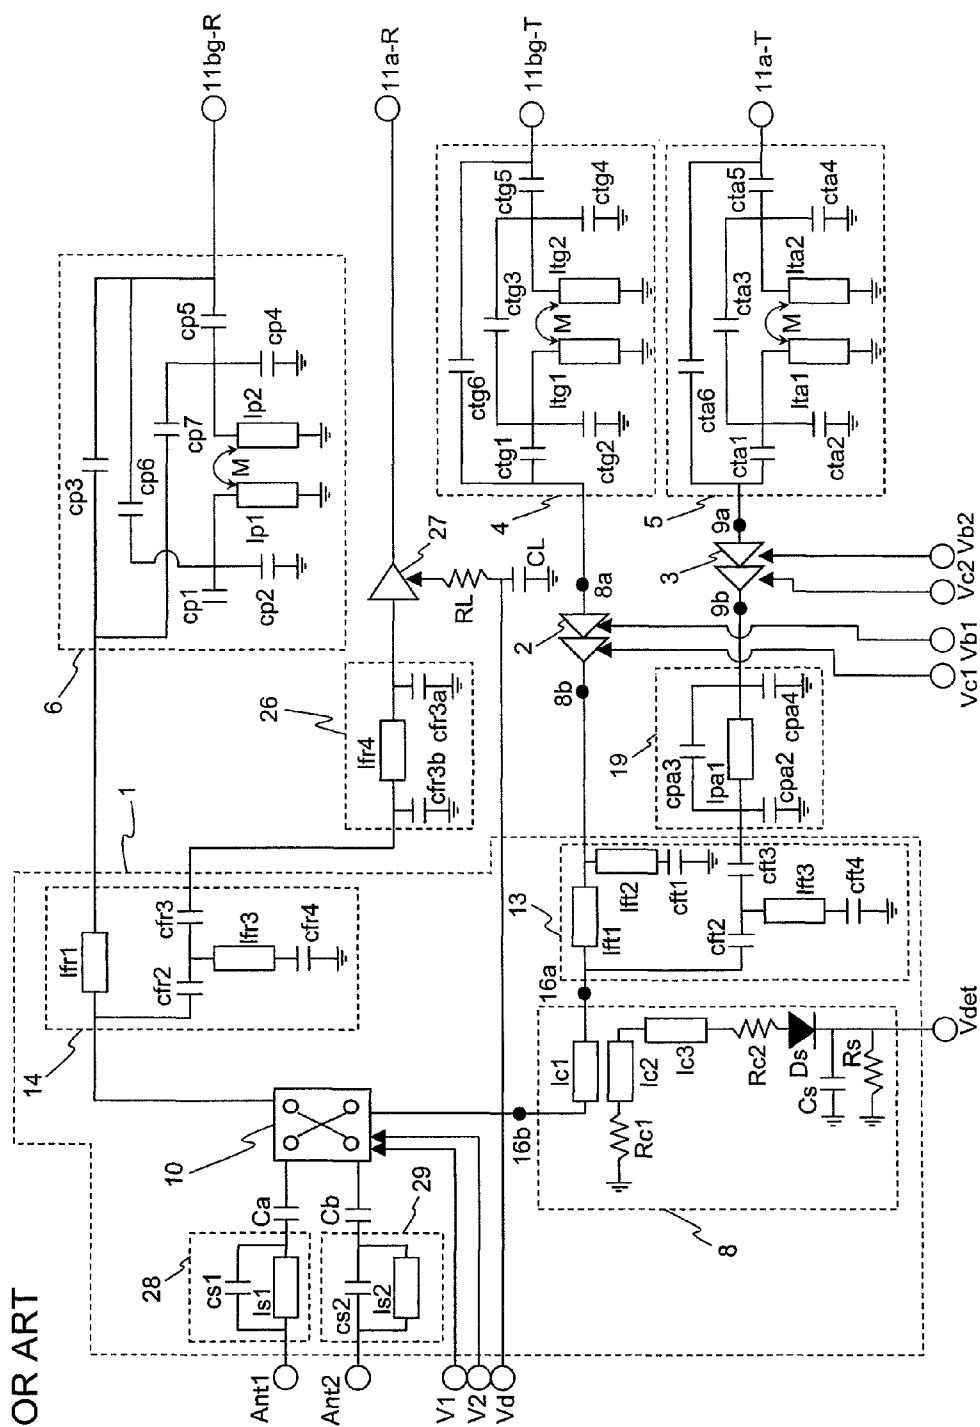 OR ART
11bg-R
11a-R
11bg-T
11a-T
cp3
cp6
cp7
cp5
cp4
cp1
cp2
lp1
lp2
M
6
27
RL
CL
26
lfr4
cfr3a
cfr3b
1
14
lfr1
cfr2
cfr3
lfr3
cfr4
ctg6
ctg3
ctg5
ctg4
ctg1
ctg2
ltg1
ltg2
M
4
8a
2
8b
cta6
cta3
cta5
cta4
cta1
cta2
lta1
lta2
M
5
9a
3
9b
Vc2
Vb2
Vc1
Vb1
19
cpa3
lpa1
cpa4
cpa2
13
lft1
lft2
cft1
cft2
cft3
lft3
cft4
16a
16b
lc1
lc2
lc3
Rc1
Rc2
Ds
Cs
Rs
Vdet
8
10
Ca
Cb
28
29
cs1
ls1
cs2
ls2
Ant1
Ant2
V1
V2
Vd